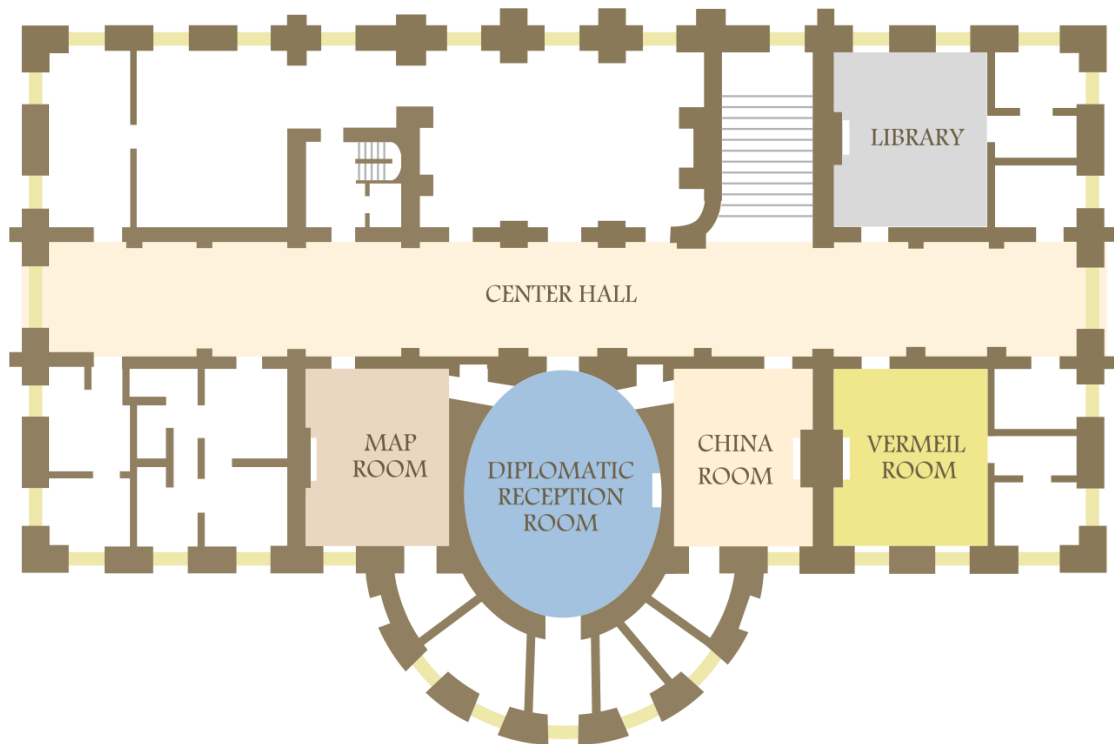 LIBRARY
CENTER HALL
MAP
ROOM
DIPLOMATIC
RECEPTION
ROOM
CHINA
ROOM
VERMEIL
ROOM